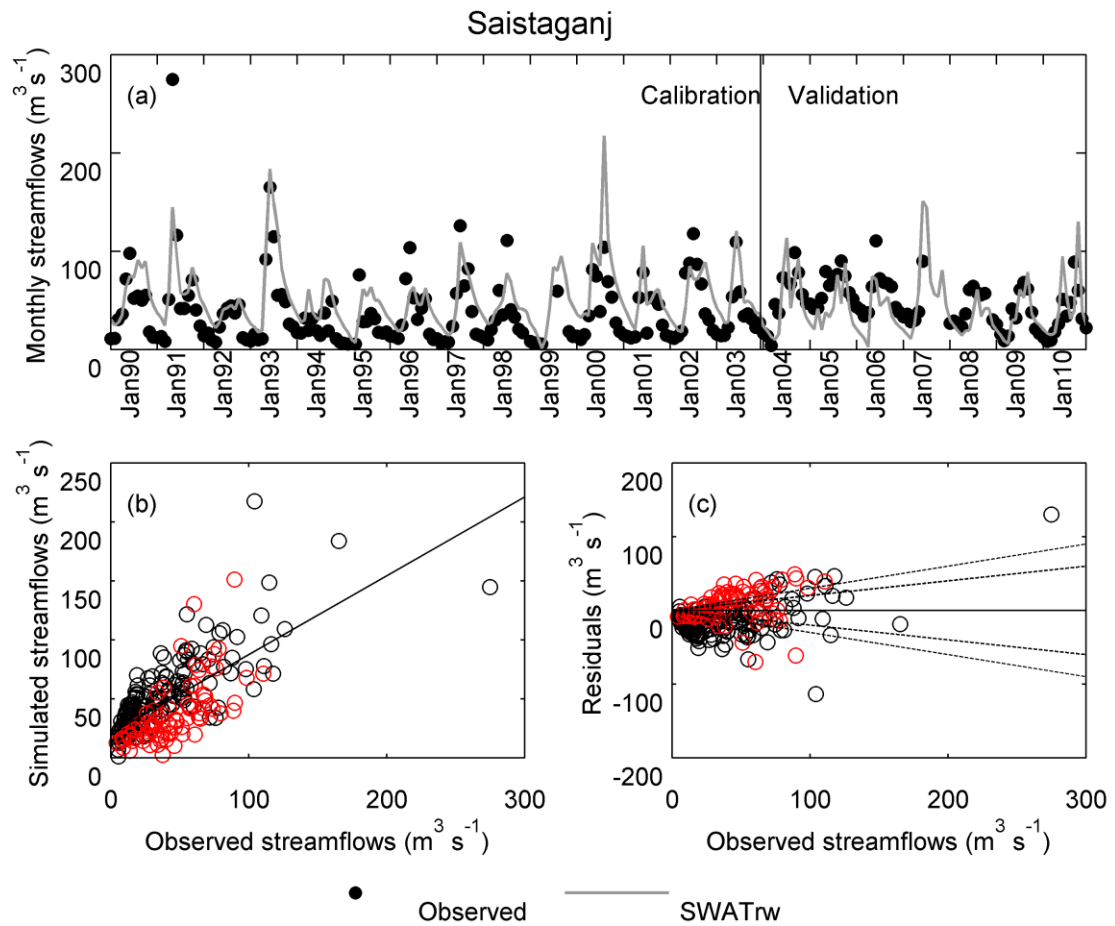 Saistaganj
Monthly streamflows (m³ s⁻¹)
300
200
100
0
(a)
Calibration
Validation
Jan90
Jan91
Jan92
Jan93
Jan94
Jan95
Jan96
Jan97
Jan98
Jan99
Jan00
Jan01
Jan02
Jan03
Jan04
Jan05
Jan06
Jan07
Jan08
Jan09
Jan10
Simulated streamflows (m³ s⁻¹)
250
200
150
100
50
0
(b)
0 100 200 300
Observed streamflows (m³ s⁻¹)
Residuals (m³ s⁻¹)
200
100
0
-100
-200
(c)
0 100 200 300
Observed streamflows (m³ s⁻¹)
Observed
SWATrw